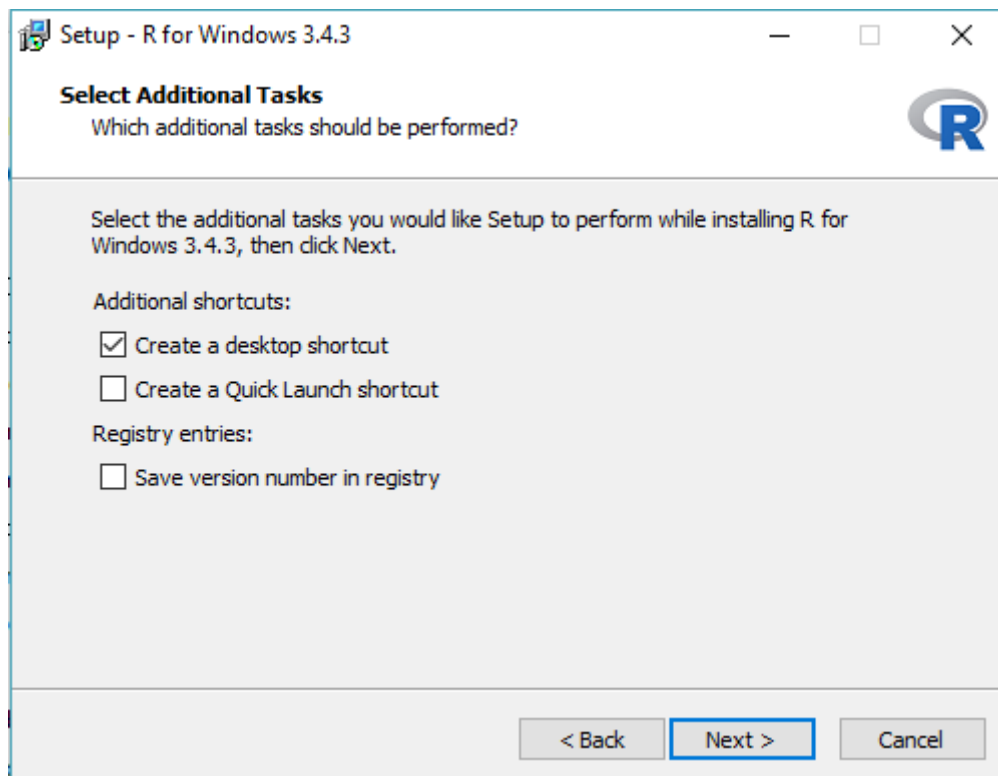 Setup - R for Windows 3.4.3
Select Additional Tasks
Which additional tasks should be performed?
R
Select the additional tasks you would like Setup to perform while installing R for
Windows 3.4.3, then click Next.
Additional shortcuts:
Create a desktop shortcut
Create a Quick Launch shortcut
Registry entries:
Save version number in registry
< Back Next > Cancel